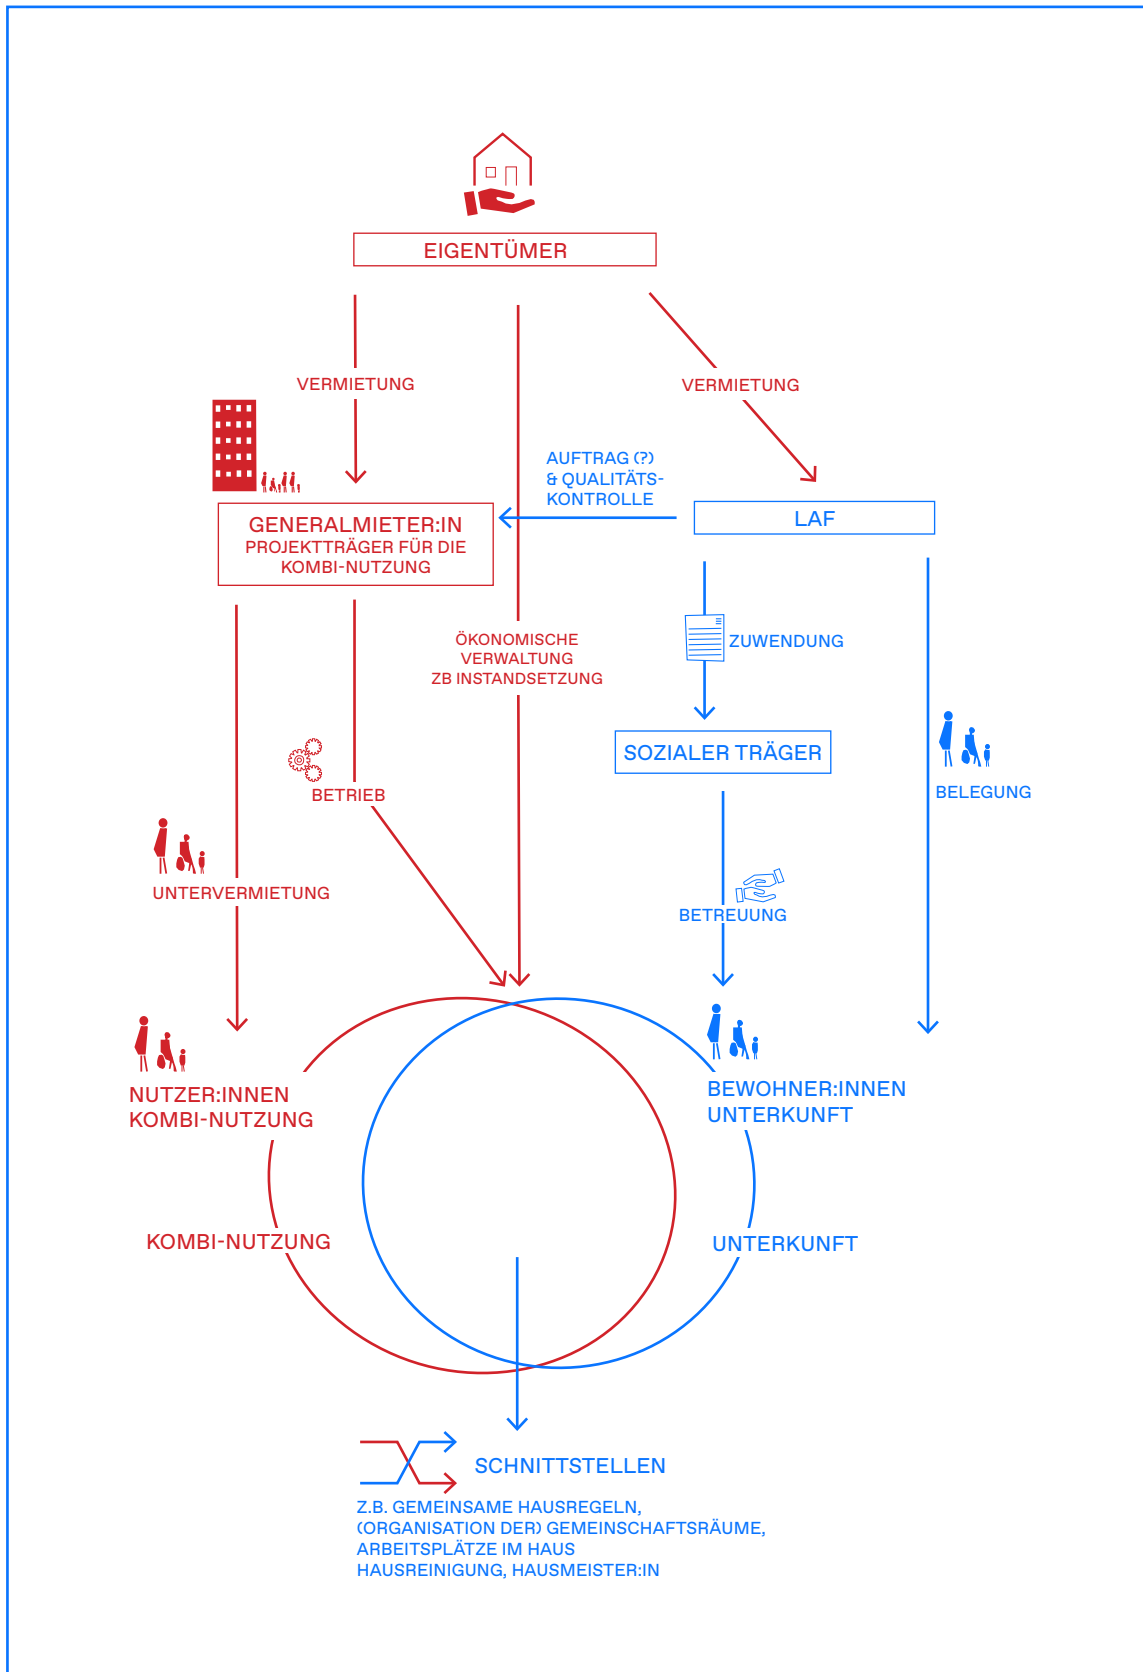 EIGENTÜMER
VERMIETUNG
VERMIETUNG
AUFTRAG (?)
& QUALITÄTS-
KONTROLLE
GENERALMIETER:IN
PROJEKTTRÄGER FÜR DIE
KOMBI-NUTZUNG
LAF
ÖKONOMISCHE
VERWALTUNG
ZB INSTANDSETZUNG
ZUWENDUNG
SOZIALER TRÄGER
BETRIEB
BELEGUNG
UNTERVERMIETUNG
BETREUUNG
NUTZER:INNEN
KOMBI-NUTZUNG
BEWOHNER:INNEN
UNTERKUNFT
KOMBI-NUTZUNG
UNTERKUNFT
SCHNITTSTELLEN
Z.B. GEMEINSAME HAUSREGELN,
(ORGANISATION DER) GEMEINSCHAFTSRÄUME,
ARBEITSPLÄTZE IM HAUS
HAUSREINIGUNG, HAUSMEISTER:IN